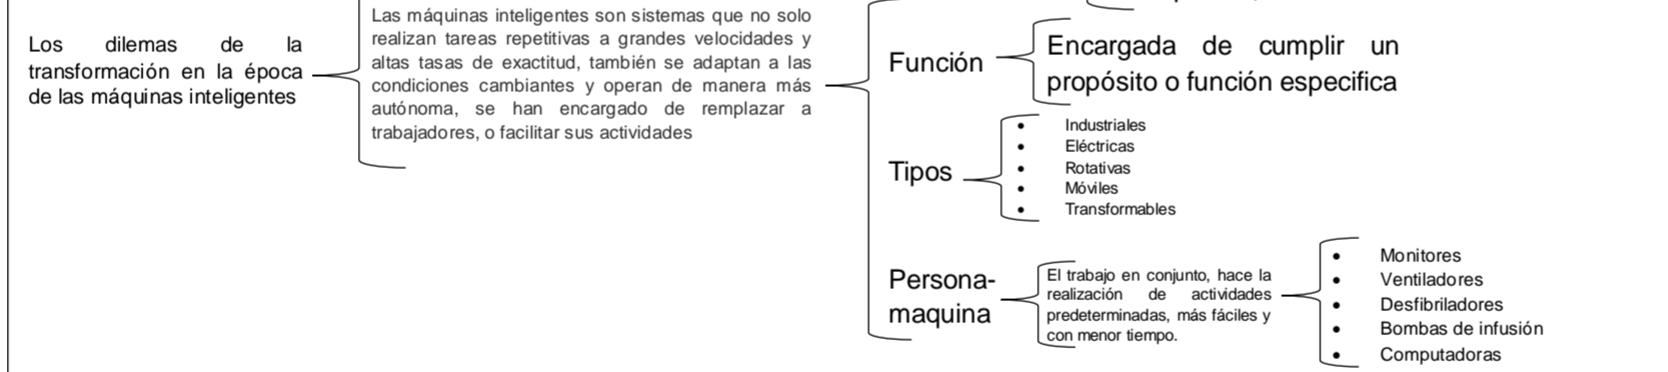 Los dilemas de la
transformación en la época
de las máquinas inteligentes
Las máquinas inteligentes son sistemas que no solo
realizan tareas repetitivas a grandes velocidades y
altas tasas de exactitud, también se adaptan a las
condiciones cambiantes y operan de manera más
autónoma, se han encargado de remplazar a
trabajadores, o facilitar sus actividades
Función
Encargada de cumplir un
propósito o función especifica
Tipos
• Industriales
• Eléctricas
• Rotativas
• Móviles
• Transformables
Persona-
maquina
El trabajo en conjunto, hace la
realización de actividades
predeterminadas, más fáciles y
con menor tiempo.
• Monitores
• Ventiladores
• Desfibriladores
• Bombas de infusión
• Computadoras